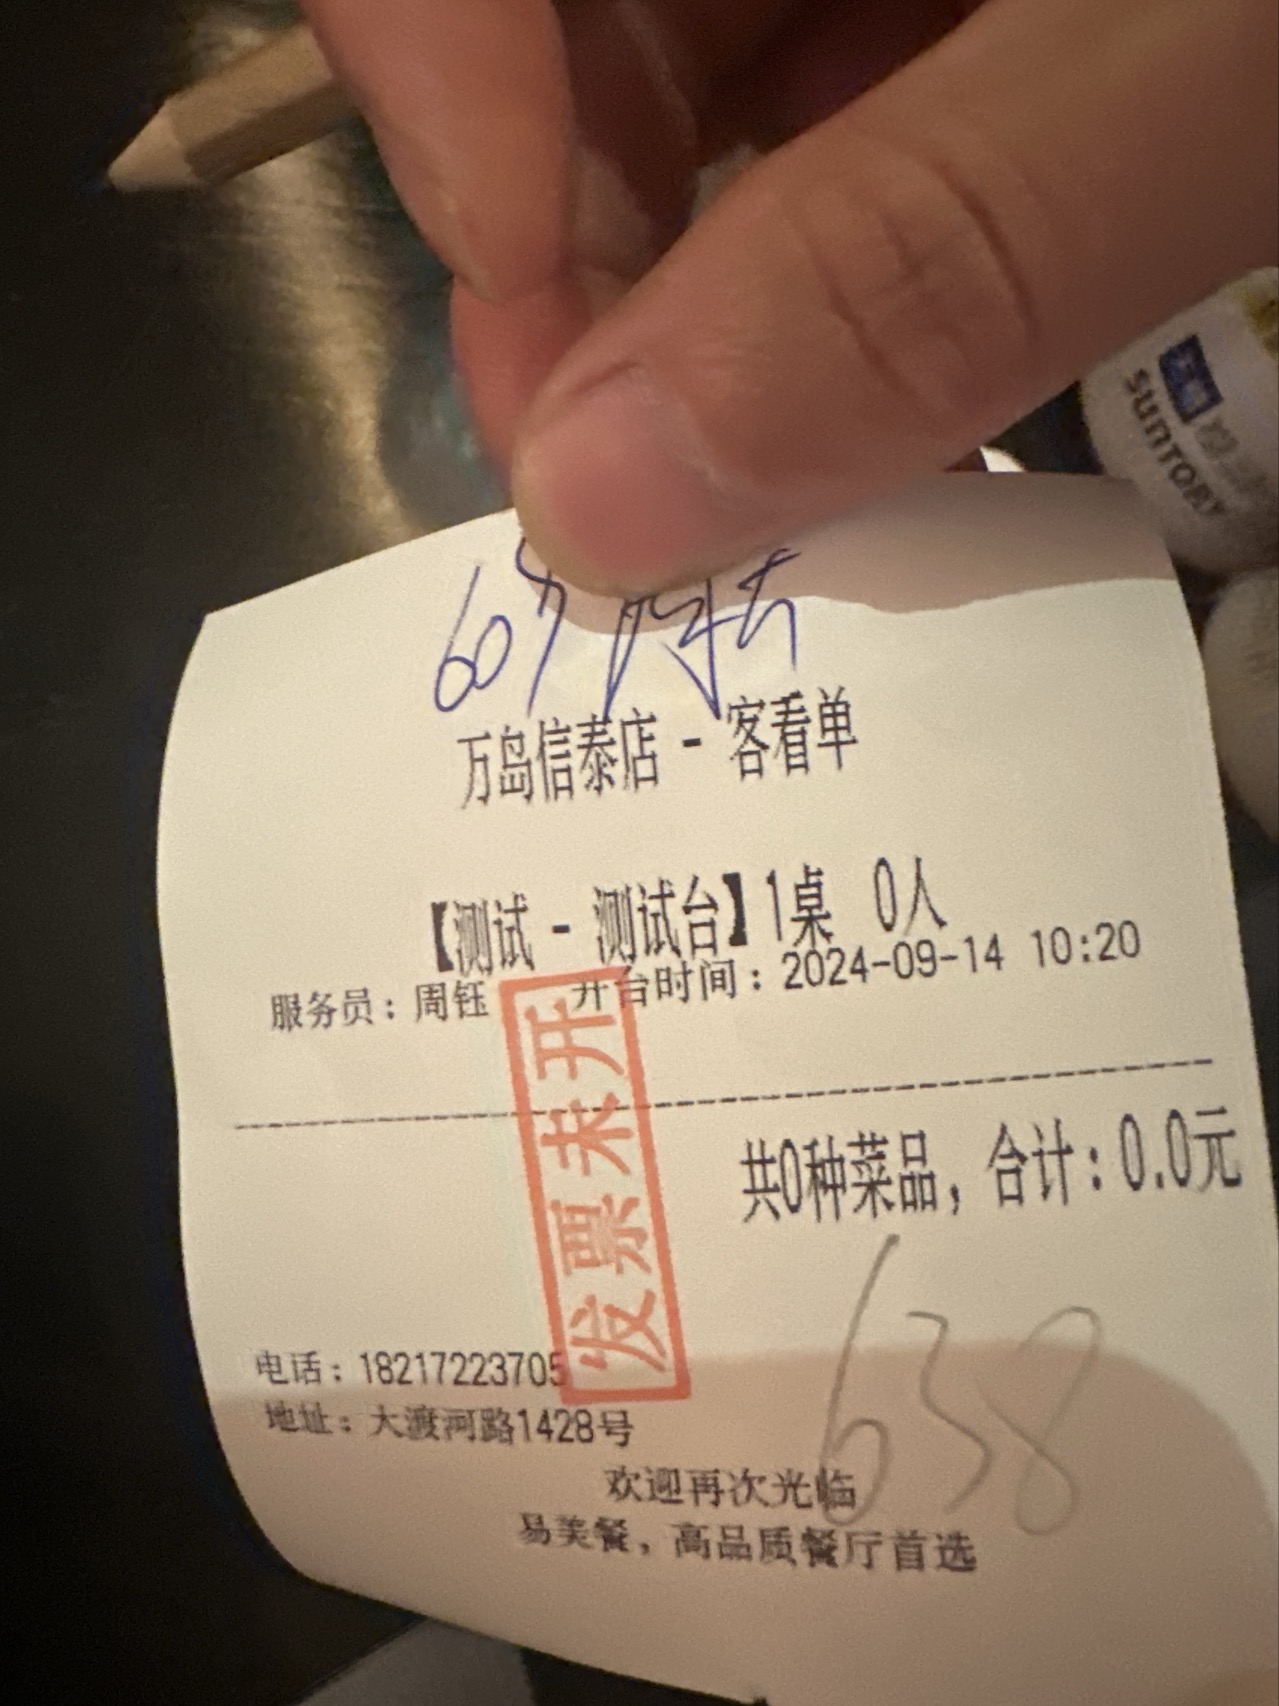 SUNTORY
万岛信泰店 - 客看单
【测试 - 测试台】1桌 0人
服务员：周钰 开台时间：2024-09-14 10:20
共0种菜品，合计：0.0元
发票未开
638
电话：18217223705
地址：大渡河路1428号
欢迎再次光临
易美餐，高品质餐厅首选